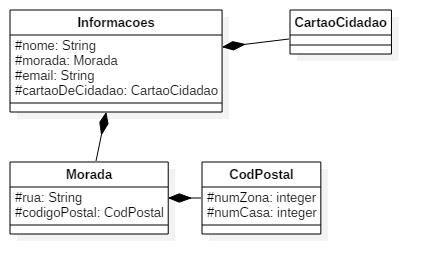 Informacoes
#nome: String
#morada: Morada
#email: String
#cartaoDeCidadao: CartaoCidadao
CartaoCidadao
Morada
#rua: String
#codigoPostal: CodPostal
CodPostal
#numZona: integer
#numCasa: integer